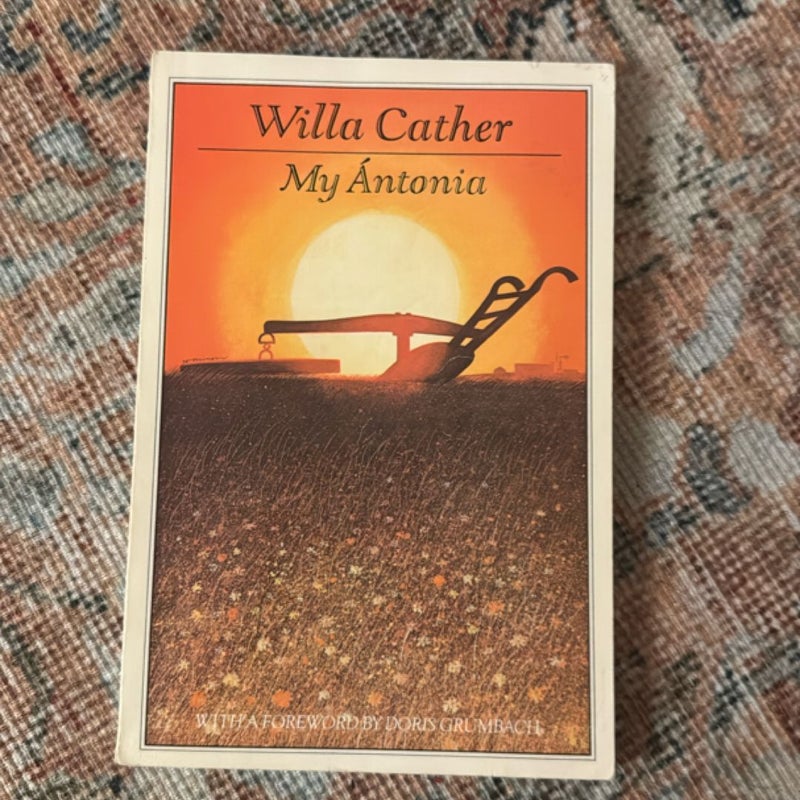 Willa Cather
My Ántonia
WITH A FOREWORD BY DORIS GRUMBACH